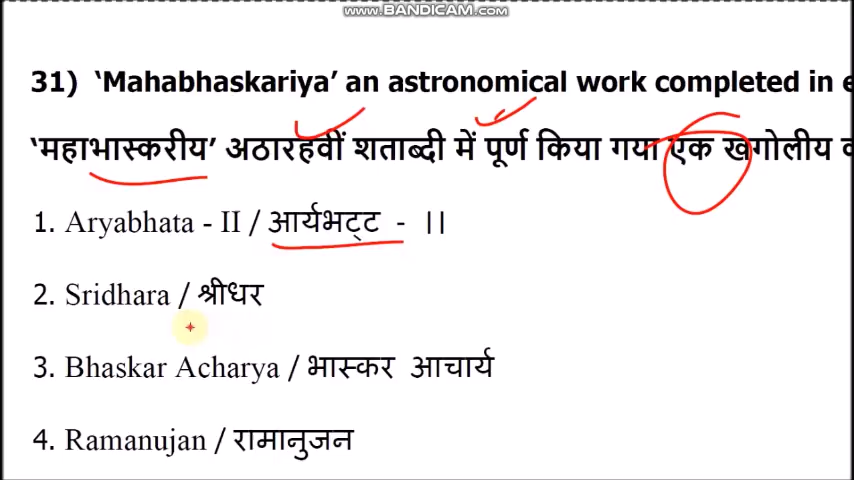 www.BANDICAM.com
31) ‘Mahabhaskariya’ an astronomical work completed in e
‘महाभास्करीय’ अठारहवीं शताब्दी में पूर्ण किया गया एक खगोलीय
1. Aryabhata - II / आर्यभट्ट - ।।
2. Sridhara / श्रीधर
3. Bhaskar Acharya / भास्कर आचार्य
4. Ramanujan / रामानुजन